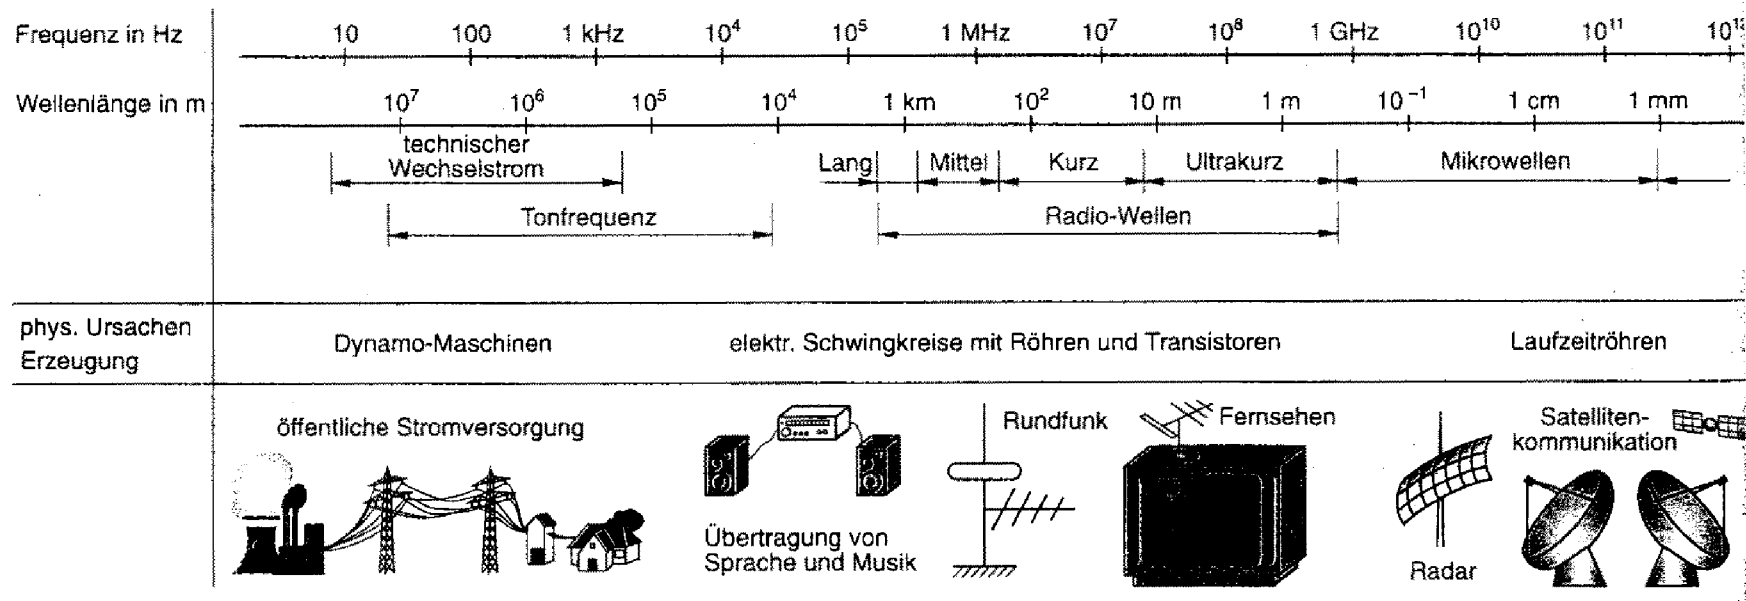 Frequenz in Hz 10 100 1 kHz 10⁴ 10⁵ 1 MHz 10⁷ 10⁸ 1 GHz 10¹⁰ 10¹¹
Wellenlänge in m 10⁷ 10⁶ 10⁵ 10⁴ 1 km 10² 10 m 1 m 10⁻¹ 1 cm 1 mm
technischer
Wechselstrom
Lang Mittel Kurz Ultrakurz Mikrowellen
Tonfrequenz Radio-Wellen
phys. Ursachen
Erzeugung
Dynamo-Maschinen elektr. Schwingkreise mit Röhren und Transistoren Laufzeitröhren
öffentliche Stromversorgung
Übertragung von
Sprache und Musik
Rundfunk
Fernsehen
Radar
Satelliten-
kommunikation